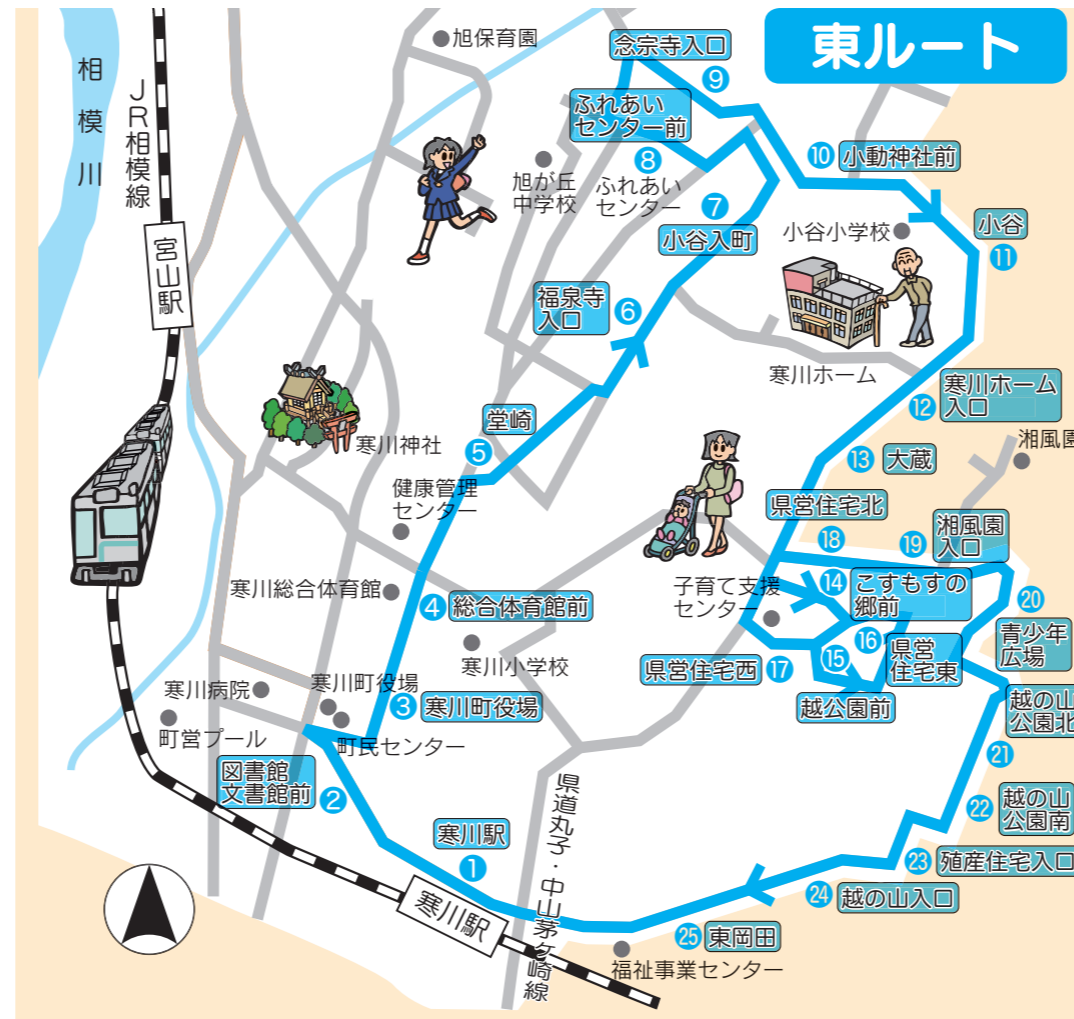 東ルート
相模川
JR相模線
宮山駅
旭保育園
念宗寺入口
⑨
ふれあい
センター前
⑧
ふれあい
センター
旭が丘
中学校
⑦
小谷入町
⑩
小動神社前
小谷小学校
小谷
⑪
福泉寺
入口
⑥
寒川ホーム
⑫
寒川ホーム
入口
⑬
大蔵
湘風園
堂崎
⑤
寒川神社
健康管理
センター
寒川総合体育館
④
総合体育館前
寒川小学校
県営住宅北
⑱
⑲
湘風園
入口
子育て支援
センター
⑭
こすもすの
郷前
⑳
青少年
広場
⑯
県営
住宅東
⑮
県営住宅西
⑰
越公園前
越の山
公園北
㉑
寒川病院
寒川町役場
③
寒川町役場
町営プール
町民センター
図書館
文書館前
②
寒川駅
①
寒川駅
県道丸子・中山茅ケ崎線
㉒
越の山
公園南
㉓
殖産住宅入口
㉔
越の山入口
㉕
東岡田
福祉事業センター